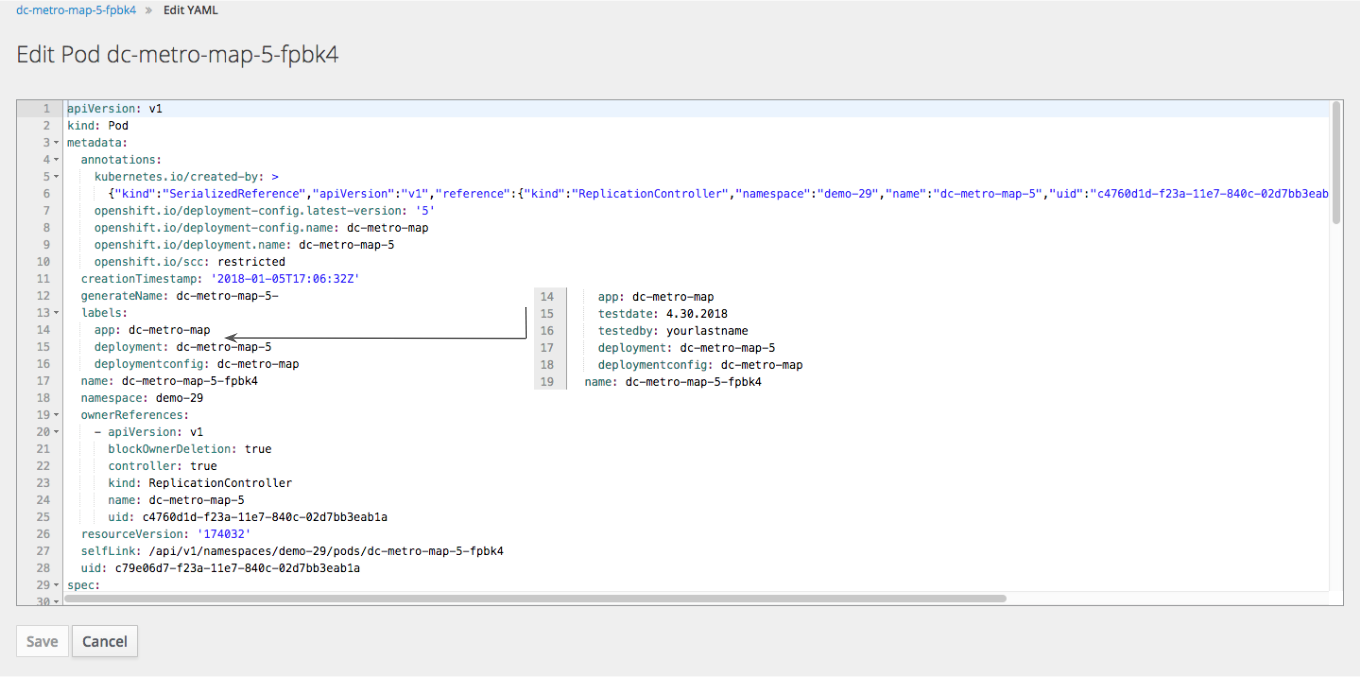 dc-metro-map-5-fpbk4 » Edit YAML
Edit Pod dc-metro-map-5-fpbk4
1 apiVersion: v1
2 kind: Pod
3 metadata:
4 annotations:
5 kubernetes.io/created-by: >
6 {"kind":"SerializedReference","apiVersion":"v1","reference":{"kind":"ReplicationController","namespace":"demo-29","name":"dc-metro-map-5","uid":"c4760d1d-f23a-11e7-840c-02d7bb3eab
7 openshift.io/deployment-config.latest-version: '5'
8 openshift.io/deployment-config.name: dc-metro-map
9 openshift.io/deployment.name: dc-metro-map-5
10 openshift.io/scc: restricted
11 creationTimestamp: '2018-01-05T17:06:32Z'
12 generateName: dc-metro-map-5-
13 labels:
14 app: dc-metro-map
15 deployment: dc-metro-map-5
16 deploymentconfig: dc-metro-map
17 name: dc-metro-map-5-fpbk4
18 namespace: demo-29
19 ownerReferences:
20 - apiVersion: v1
21 blockOwnerDeletion: true
22 controller: true
23 kind: ReplicationController
24 name: dc-metro-map-5
25 uid: c4760d1d-f23a-11e7-840c-02d7bb3eab1a
26 resourceVersion: '174032'
27 selfLink: /api/v1/namespaces/demo-29/pods/dc-metro-map-5-fpbk4
28 uid: c79e06d7-f23a-11e7-840c-02d7bb3eab1a
29 spec:
30
14 app: dc-metro-map
15 testdate: 4.30.2018
16 testedby: yourlastname
17 deployment: dc-metro-map-5
18 deploymentconfig: dc-metro-map
19 name: dc-metro-map-5-fpbk4
Save Cancel